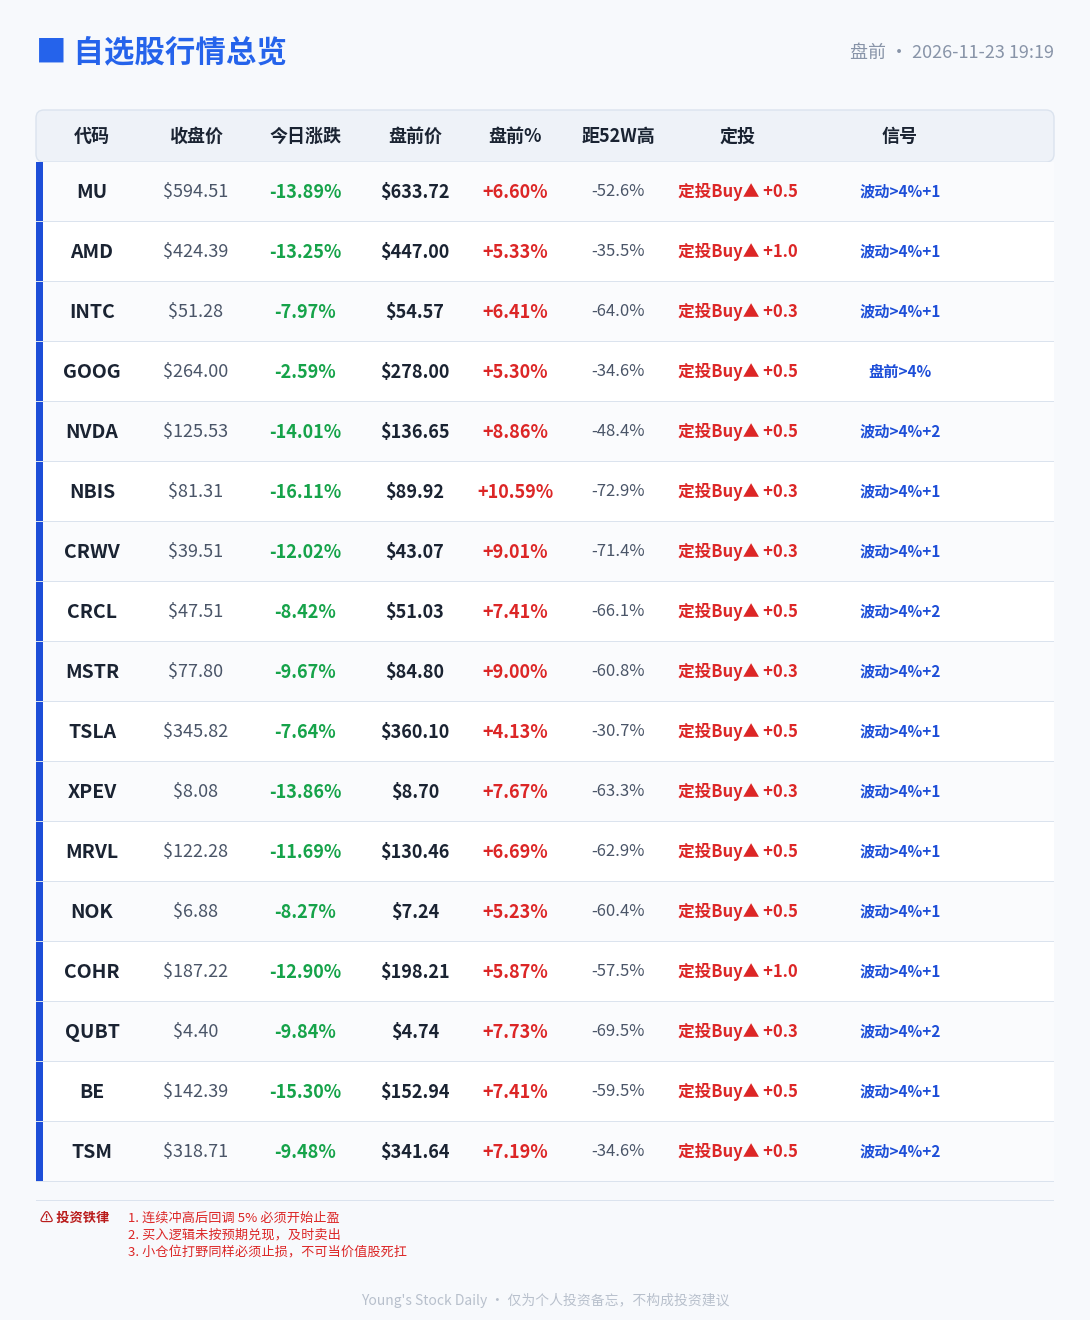 自选股行情总览
盘前 · 2026-11-23 19:19
代码 收盘价 今日涨跌 盘前价 盘前% 距52W高 定投 信号
MU $594.51 -13.89% $633.72 +6.60% -52.6% 定投Buy▲ +0.5 波动>4%+1
AMD $424.39 -13.25% $447.00 +5.33% -35.5% 定投Buy▲ +1.0 波动>4%+1
INTC $51.28 -7.97% $54.57 +6.41% -64.0% 定投Buy▲ +0.3 波动>4%+1
GOOG $264.00 -2.59% $278.00 +5.30% -34.6% 定投Buy▲ +0.5 盘前>4%
NVDA $125.53 -14.01% $136.65 +8.86% -48.4% 定投Buy▲ +0.5 波动>4%+2
NBIS $81.31 -16.11% $89.92 +10.59% -72.9% 定投Buy▲ +0.3 波动>4%+1
CRWV $39.51 -12.02% $43.07 +9.01% -71.4% 定投Buy▲ +0.3 波动>4%+1
CRCL $47.51 -8.42% $51.03 +7.41% -66.1% 定投Buy▲ +0.5 波动>4%+2
MSTR $77.80 -9.67% $84.80 +9.00% -60.8% 定投Buy▲ +0.3 波动>4%+2
TSLA $345.82 -7.64% $360.10 +4.13% -30.7% 定投Buy▲ +0.5 波动>4%+1
XPEV $8.08 -13.86% $8.70 +7.67% -63.3% 定投Buy▲ +0.3 波动>4%+1
MRVL $122.28 -11.69% $130.46 +6.69% -62.9% 定投Buy▲ +0.5 波动>4%+1
NOK $6.88 -8.27% $7.24 +5.23% -60.4% 定投Buy▲ +0.5 波动>4%+1
COHR $187.22 -12.90% $198.21 +5.87% -57.5% 定投Buy▲ +1.0 波动>4%+1
QUBT $4.40 -9.84% $4.74 +7.73% -69.5% 定投Buy▲ +0.3 波动>4%+2
BE $142.39 -15.30% $152.94 +7.41% -59.5% 定投Buy▲ +0.5 波动>4%+1
TSM $318.71 -9.48% $341.64 +7.19% -34.6% 定投Buy▲ +0.5 波动>4%+2
⚠ 投资铁律 1. 连续冲高后回调 5% 必须开始止盈
2. 买入逻辑未按预期兑现，及时卖出
3. 小仓位打野同样必须止损，不可当价值股死扛
Young's Stock Daily · 仅为个人投资备忘，不构成投资建议